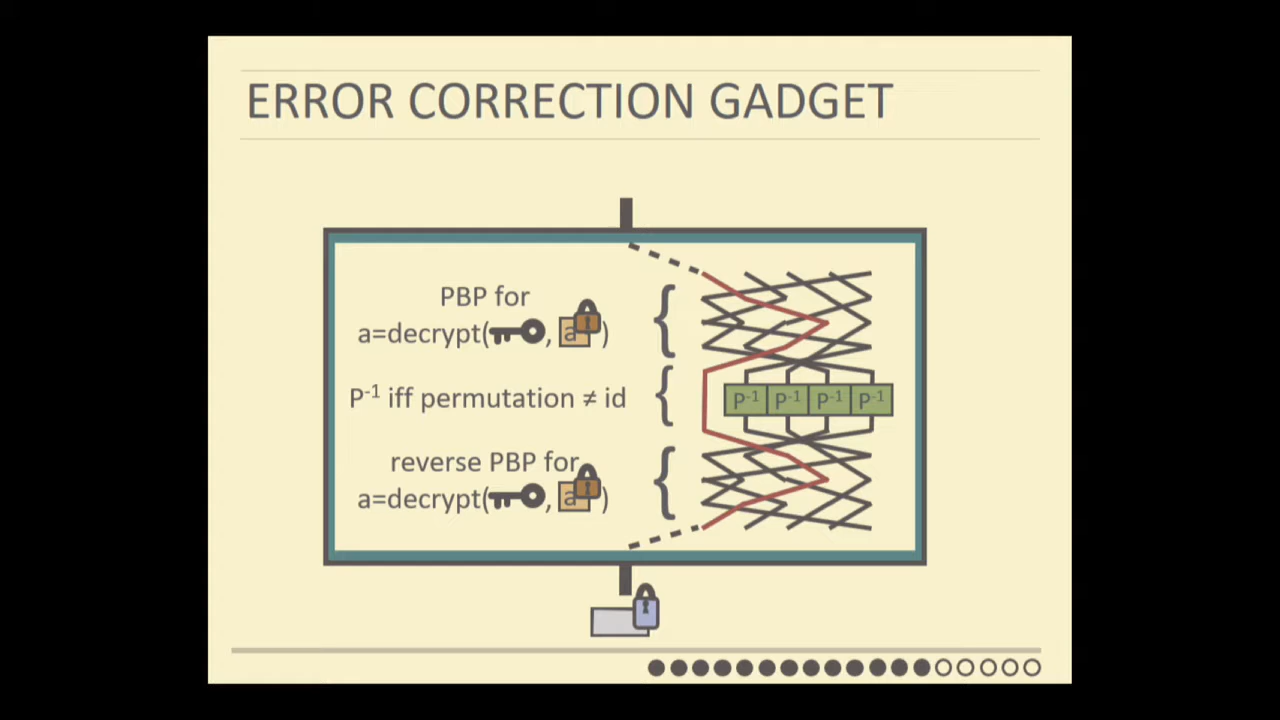 ERROR CORRECTION GADGET
PBP for
a=decrypt( , a )
P⁻¹ iff permutation ≠ id
P⁻¹ P⁻¹ P⁻¹ P⁻¹
reverse PBP for
a=decrypt( , a )